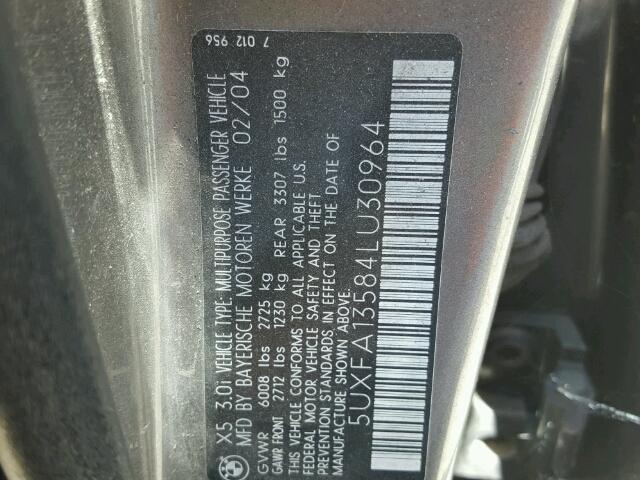 X5 3.0i VEHICLE TYPE: MULTIPURPOSE PASSENGER VEHICLE
MFD BY BAYERISCHE MOTOREN WERKE 02/04
GVWR 6008 lbs 2725 kg
GAWR FRONT 2712 lbs 1230 kg REAR 3307 lbs 1500 kg
THIS VEHICLE CONFORMS TO ALL APPLICABLE U.S.
FEDERAL MOTOR VEHICLE SAFETY AND THEFT
PREVENTION STANDARDS IN EFFECT ON THE DATE
OF MANUFACTURE SHOWN ABOVE.
5UXFA13584LU30964
7 012 956